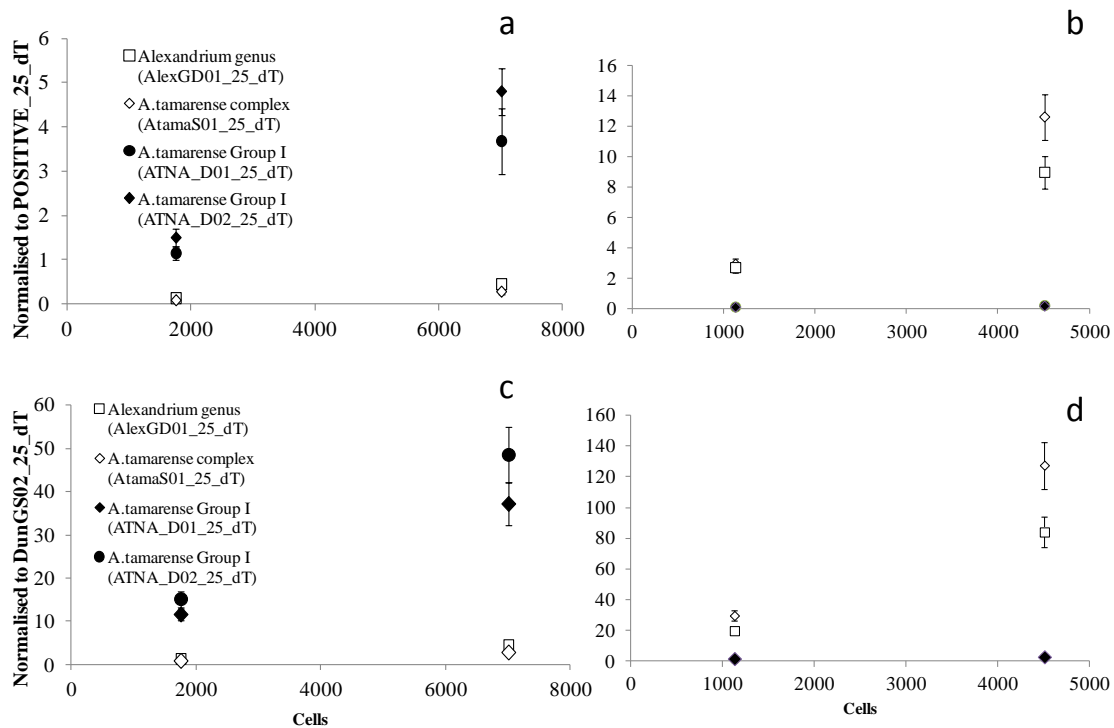 a
Normalised to POSITIVE_25_dT
6
5
4
3
2
1
0
0 2000 4000 6000 8000
Alexandrium genus
(AlexGD01_25_dT)
A.tamarense complex
(AtamaS01_25_dT)
A.tamarense Group I
(ATNA_D01_25_dT)
A.tamarense Group I
(ATNA_D02_25_dT)
b
16
14
12
10
8
6
4
2
0
0 1000 2000 3000 4000 5000
c
Normalised to DunGS02_25_dT
60
50
40
30
20
10
0
0 2000 4000 6000 8000
Cells
Alexandrium genus
(AlexGD01_25_dT)
A.tamarense complex
(AtamaS01_25_dT)
A.tamarense Group I
(ATNA_D01_25_dT)
A.tamarense Group I
(ATNA_D02_25_dT)
d
160
140
120
100
80
60
40
20
0
0 1000 2000 3000 4000 5000
Cells